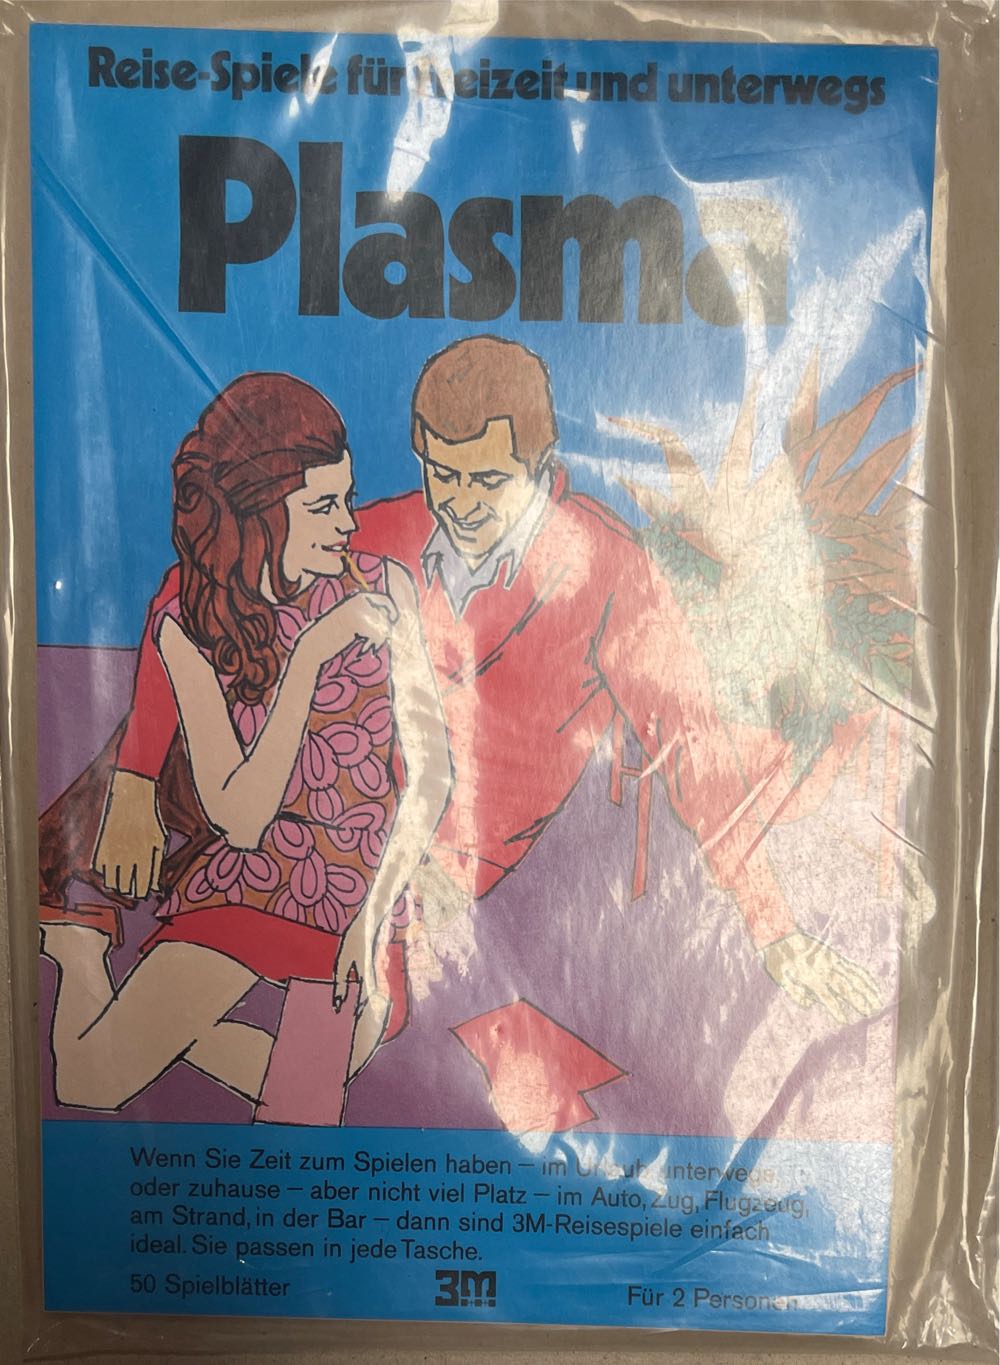 Reise-Spiele für Freizeit und unterwegs
Plasma
Wenn Sie Zeit zum Spielen haben – im Urlaub, unterwegs
oder zuhause – aber nicht viel Platz – im Auto, Zug, Flugzeug,
am Strand, in der Bar – dann sind 3M-Reisespiele einfach
ideal. Sie passen in jede Tasche.
50 Spielblätter
3M
Für 2 Personen